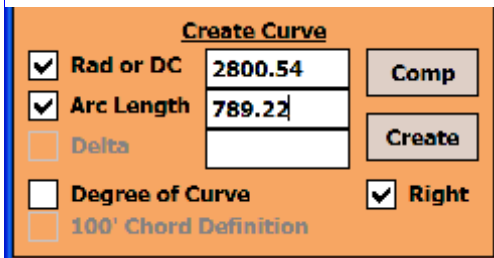 Create Curve
Rad or DC 2800.54 Comp
Arc Length 789.22
Delta Create
Degree of Curve Right
100' Chord Definition